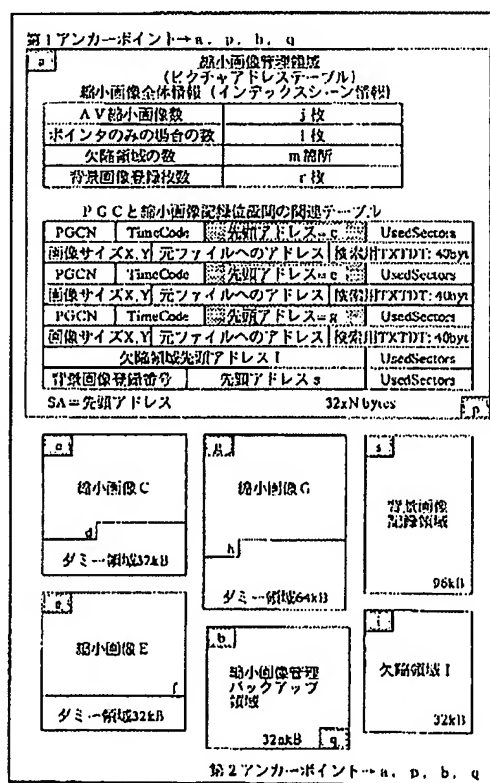 第1アンカーポイント→a, p, b, q
a
縮小画像管理領域
(ピクチャアドレステーブル)
縮小画像全体情報(インデックスシーン情報)
AV縮小画像数 j枚
ポインタのみの場合の数 l枚
欠陥領域の数 m箇所
背景画像登録枚数 r枚
PGCと縮小画像記録位置間の関連テーブル
PGCN TimeCode 先頭アドレス=c UsedSectors
画像サイズX,Y 元ファイルへのアドレス 検索用TXTDT: 40byt
PGCN TimeCode 先頭アドレス=e UsedSectors
画像サイズX,Y 元ファイルへのアドレス 検索用TXTDT: 40byt
PGCN TimeCode 先頭アドレス=g UsedSectors
画像サイズX,Y 元ファイルへのアドレス 検索用TXTDT: 40byt
欠陥領域先頭アドレス I UsedSectors
背景画像登録番号 先頭アドレス s UsedSectors
SA=先頭アドレス 32xN bytes
p
c
縮小画像C
d
ダミー領域32kB
g
縮小画像G
h
ダミー領域64kB
s
背景画像
記録領域
96kB
e
縮小画像E
f
ダミー領域32kB
b
縮小画像管理
バックアップ
領域
32nkB
q
i
欠陥領域I
32kB
第2アンカーポイント→a, p, b, q